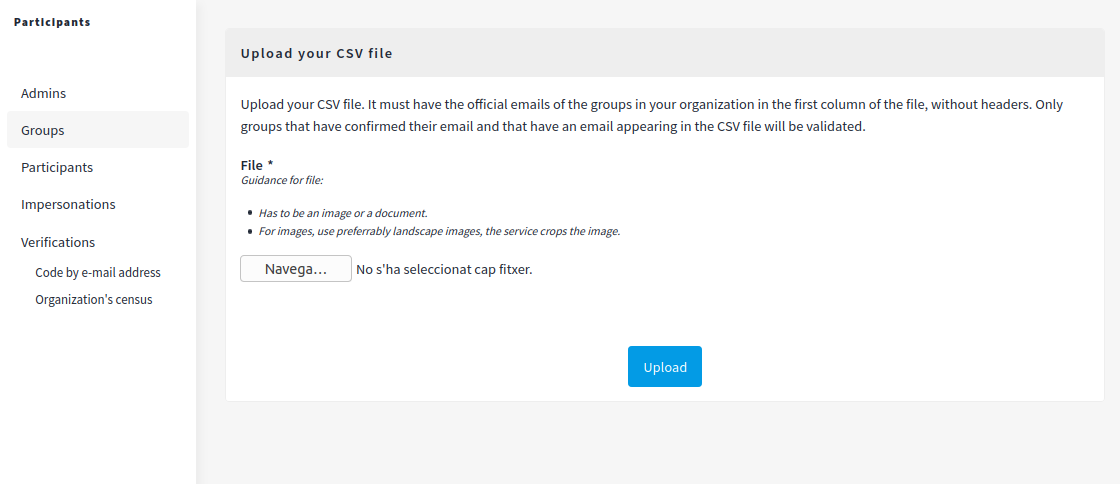 Participants
Admins
Groups
Participants
Impersonations
Verifications
Code by e-mail address
Organization's census
Upload your CSV file
Upload your CSV file. It must have the official emails of the groups in your organization in the first column of the file, without headers. Only
groups that have confirmed their email and that have an email appearing in the CSV file will be validated.
File *
Guidance for file:
• Has to be an image or a document.
• For images, use preferrably landscape images, the service crops the image.
Navega... No s'ha seleccionat cap fitxer.
Upload